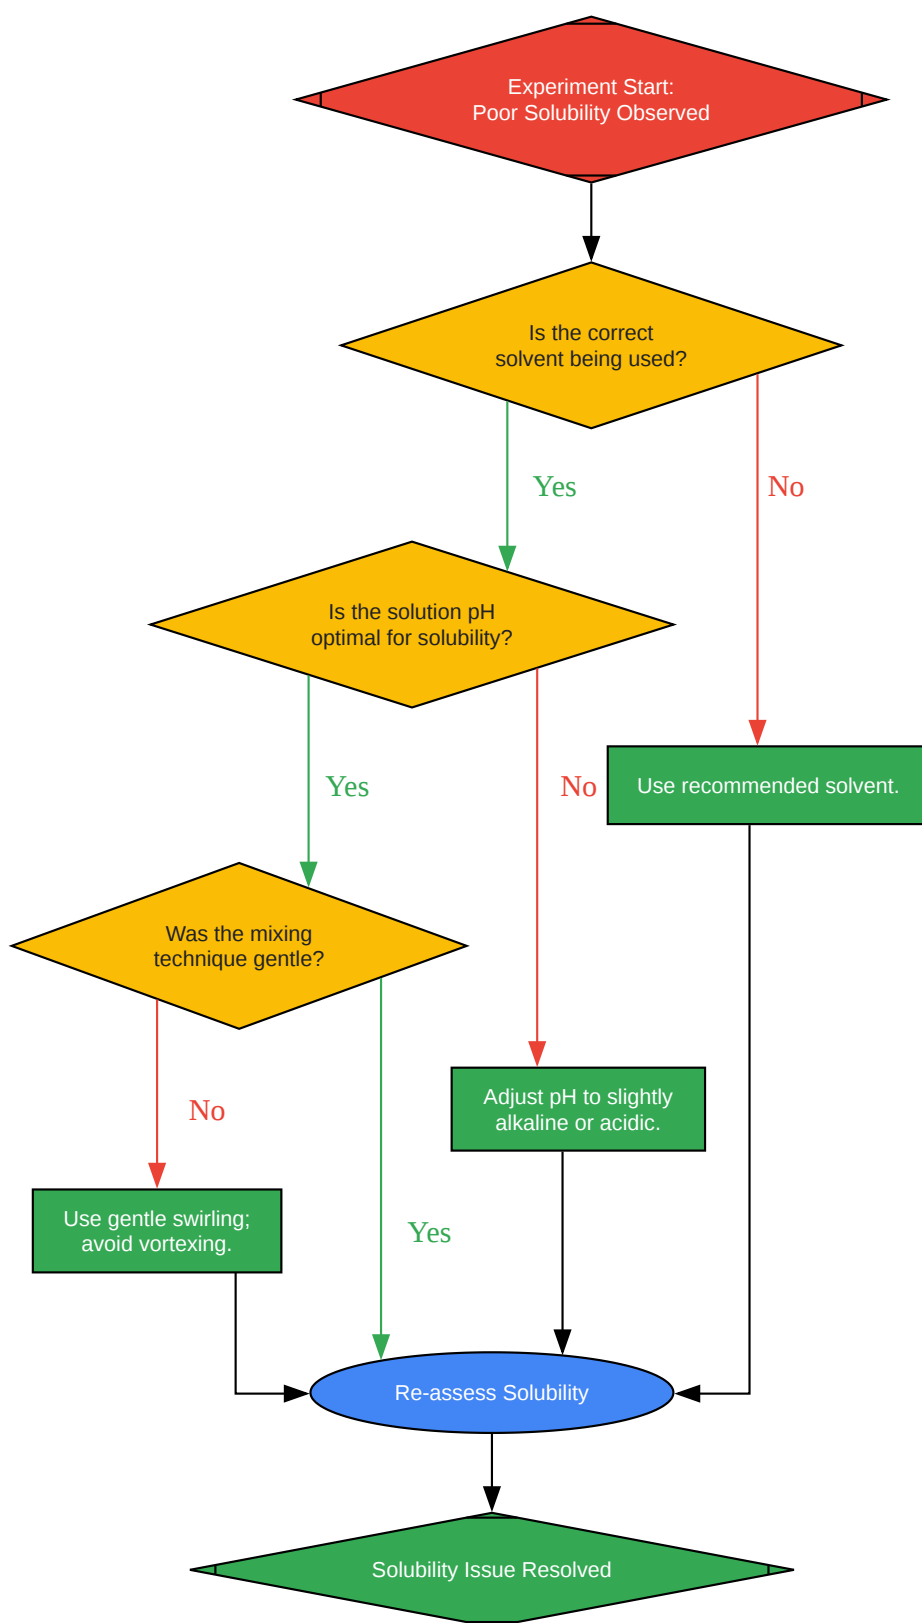 Experiment Start:
Poor Solubility Observed
Is the correct
solvent being used?
Yes
No
Is the solution pH
optimal for solubility?
Yes
No
Use recommended solvent.
Was the mixing
technique gentle?
No
Adjust pH to slightly
alkaline or acidic.
Use gentle swirling;
avoid vortexing.
Yes
Re-assess Solubility
Solubility Issue Resolved